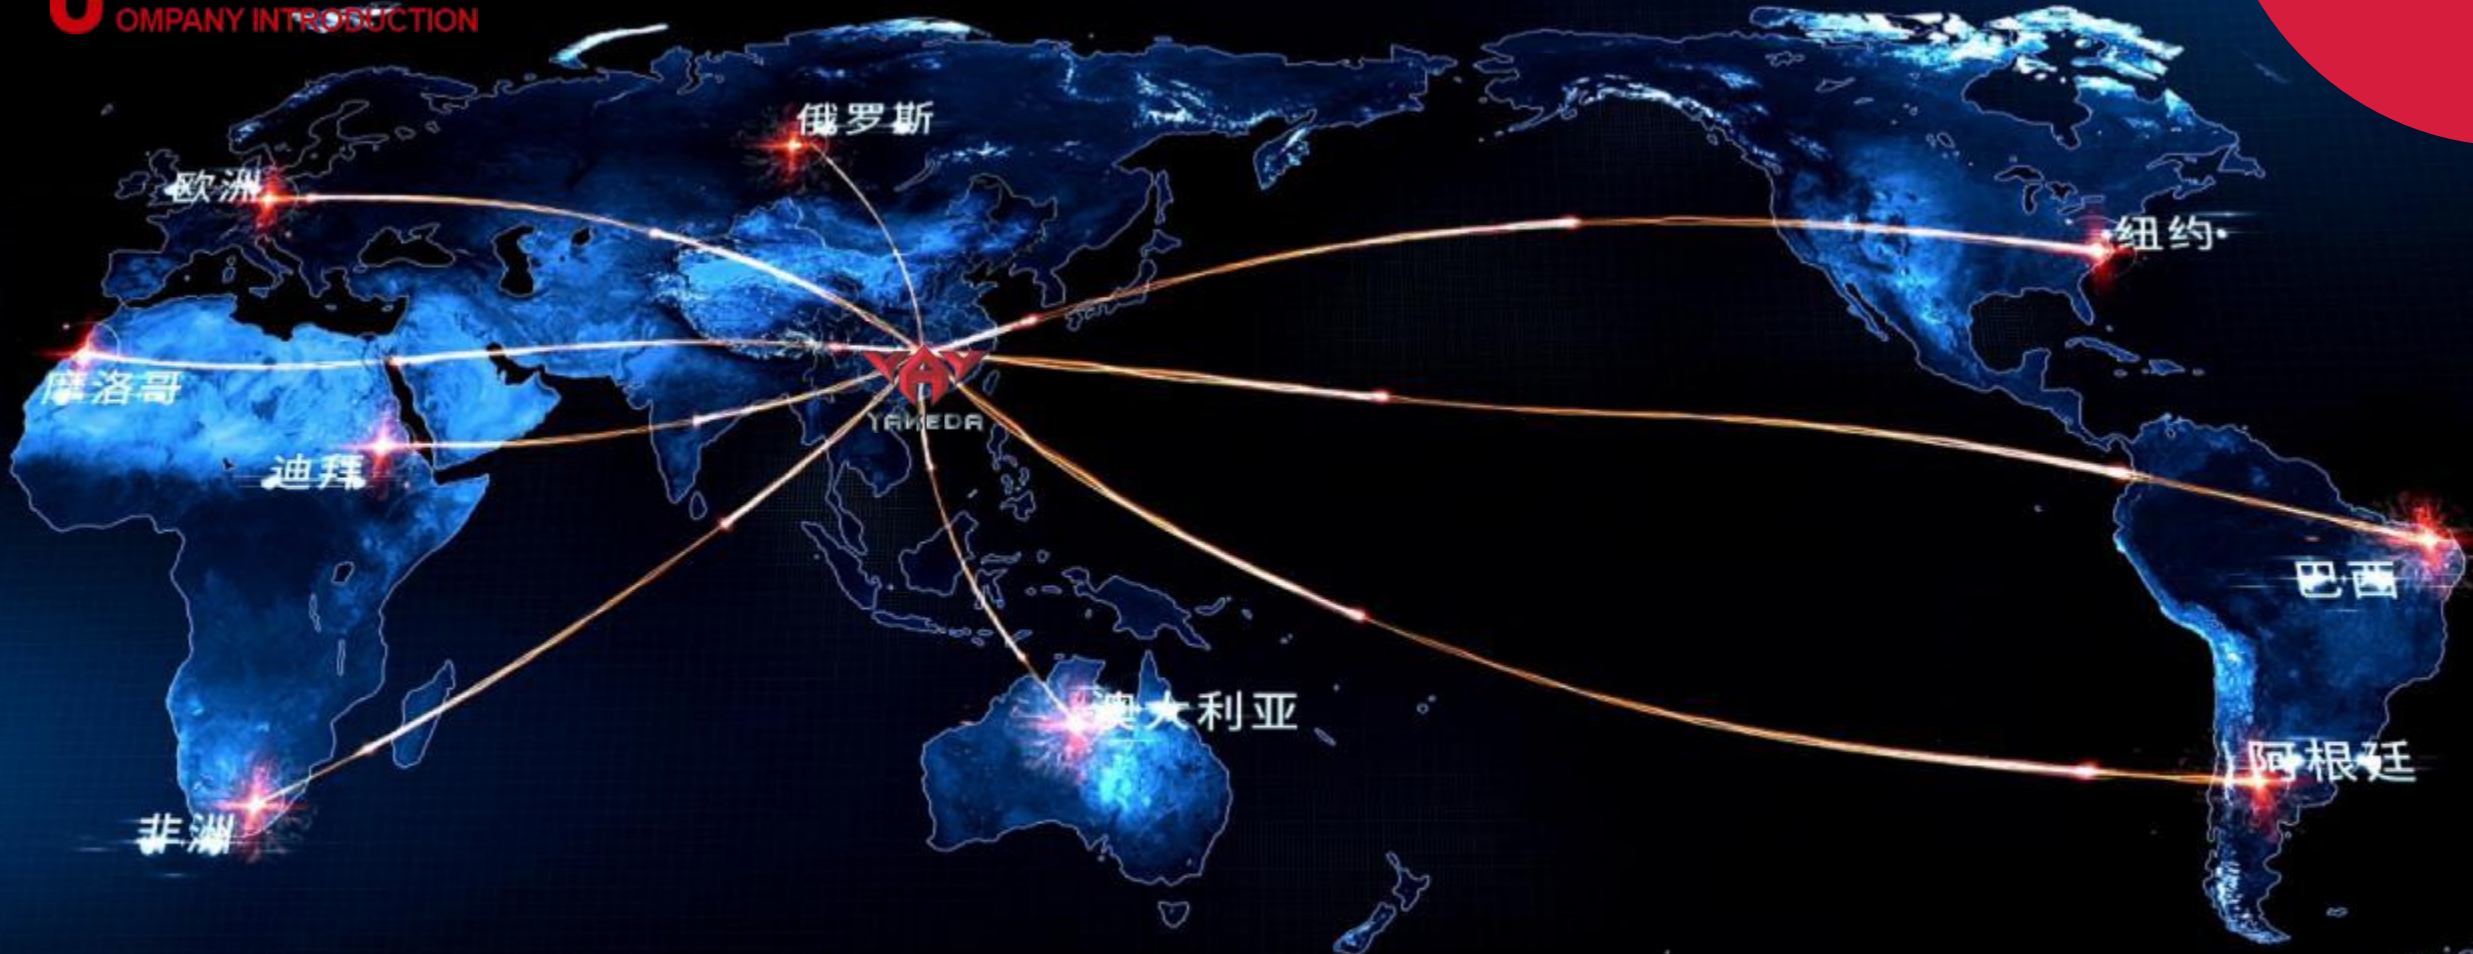 OMPANY INTRODUCTION
俄罗斯
欧洲
纽约
摩洛哥
YAKEDA
迪拜
巴西
澳大利亚
阿根廷
非洲